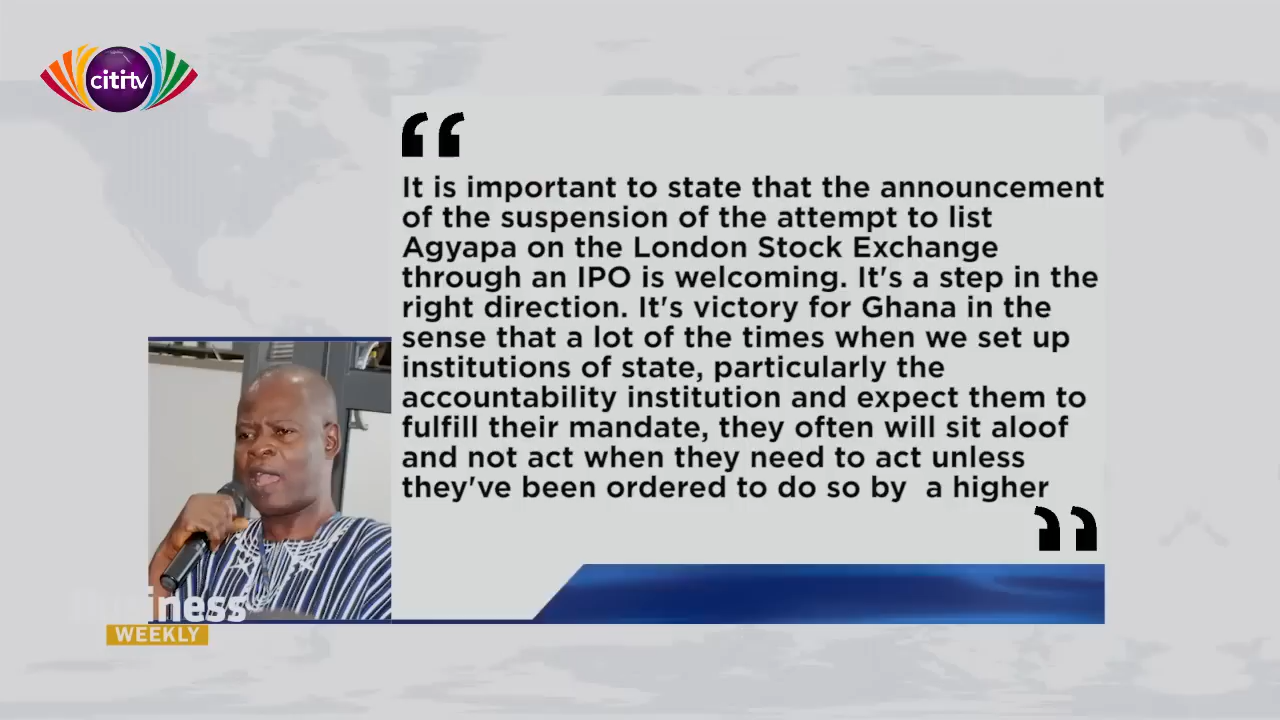 citi tv
It is important to state that the announcement
of the suspension of the attempt to list
Agyapa on the London Stock Exchange
through an IPO is welcoming. It's a step in the
right direction. It's victory for Ghana in the
sense that a lot of the times when we set up
institutions of state, particularly the
accountability institution and expect them to
fulfill their mandate, they often will sit aloof
and not act when they need to act unless
they've been ordered to do so by a higher
Business
WEEKLY